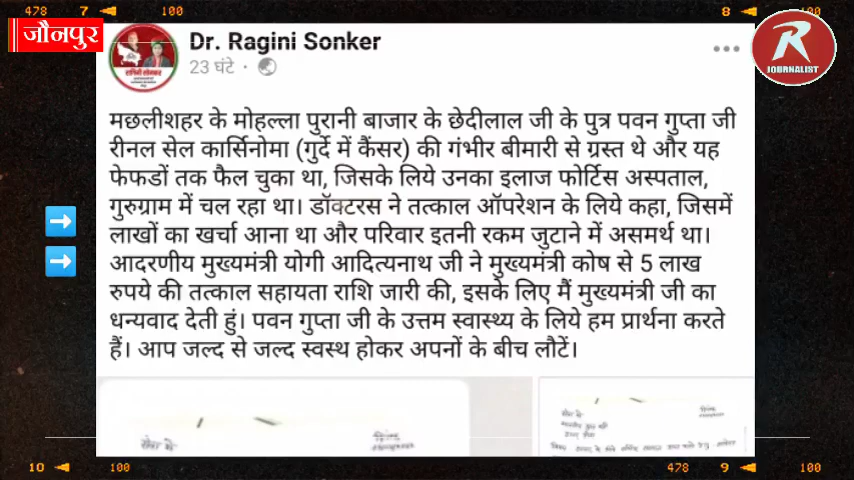 478 7 100 8 100
जौनपुर
R
JOURNALIST
Dr. Ragini Sonker
23 घंटे
मछलीशहर के मोहल्ला पुरानी बाजार के छेदीलाल जी के पुत्र पवन गुप्ता जी
रीनल सेल कार्सिनोमा (गुर्दे में कैंसर) की गंभीर बीमारी से ग्रस्त थे और यह
फेफडों तक फैल चुका था, जिसके लिये उनका इलाज फोर्टिस अस्पताल,
गुरुग्राम में चल रहा था। डॉक्टरस ने तत्काल ऑपरेशन के लिये कहा, जिसमें
लाखों का खर्चा आना था और परिवार इतनी रकम जुटाने में असमर्थ था।
आदरणीय मुख्यमंत्री योगी आदित्यनाथ जी ने मुख्यमंत्री कोष से 5 लाख
रुपये की तत्काल सहायता राशि जारी की, इसके लिए मैं मुख्यमंत्री जी का
धन्यवाद देती हुं। पवन गुप्ता जी के उत्तम स्वास्थ्य के लिये हम प्रार्थना करते
हैं। आप जल्द से जल्द स्वस्थ होकर अपनों के बीच लौटें।
सेवा में
10 100 478 9 100